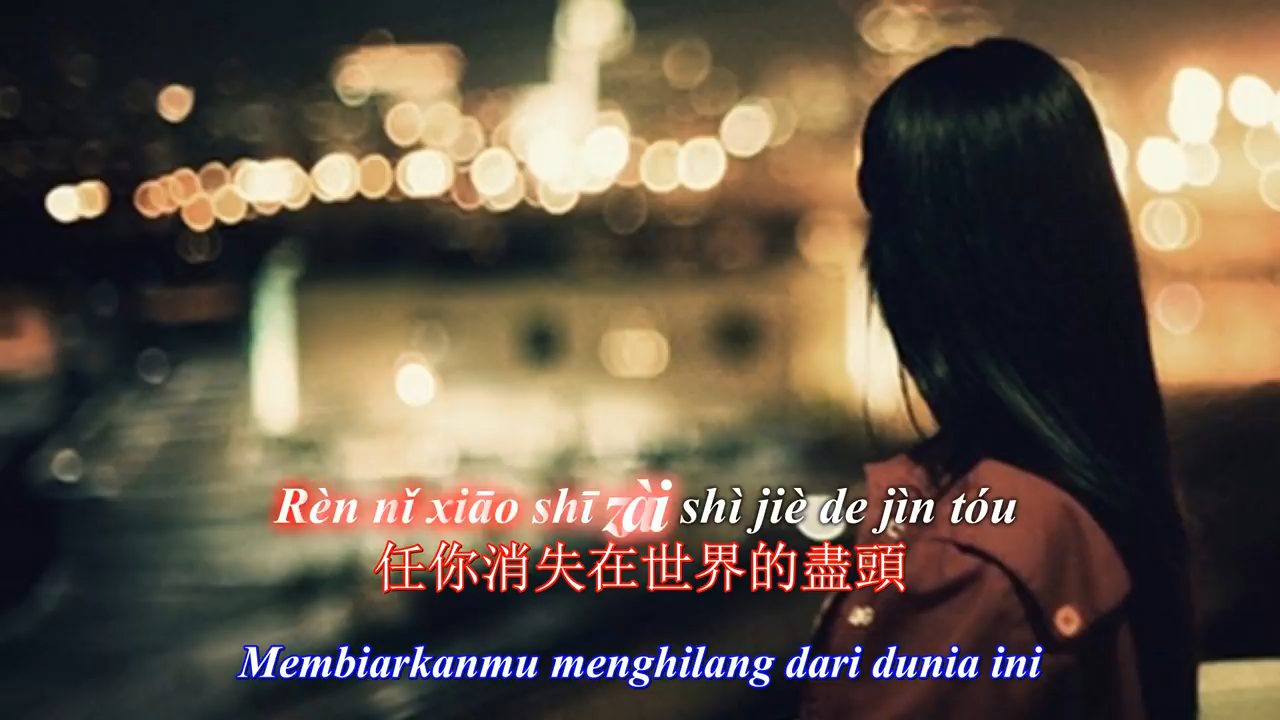 Rèn nǐ xiāo shī zài shì jiè de jìn tóu
任你消失在世界的盡頭
Membiarkanmu menghilang dari dunia ini